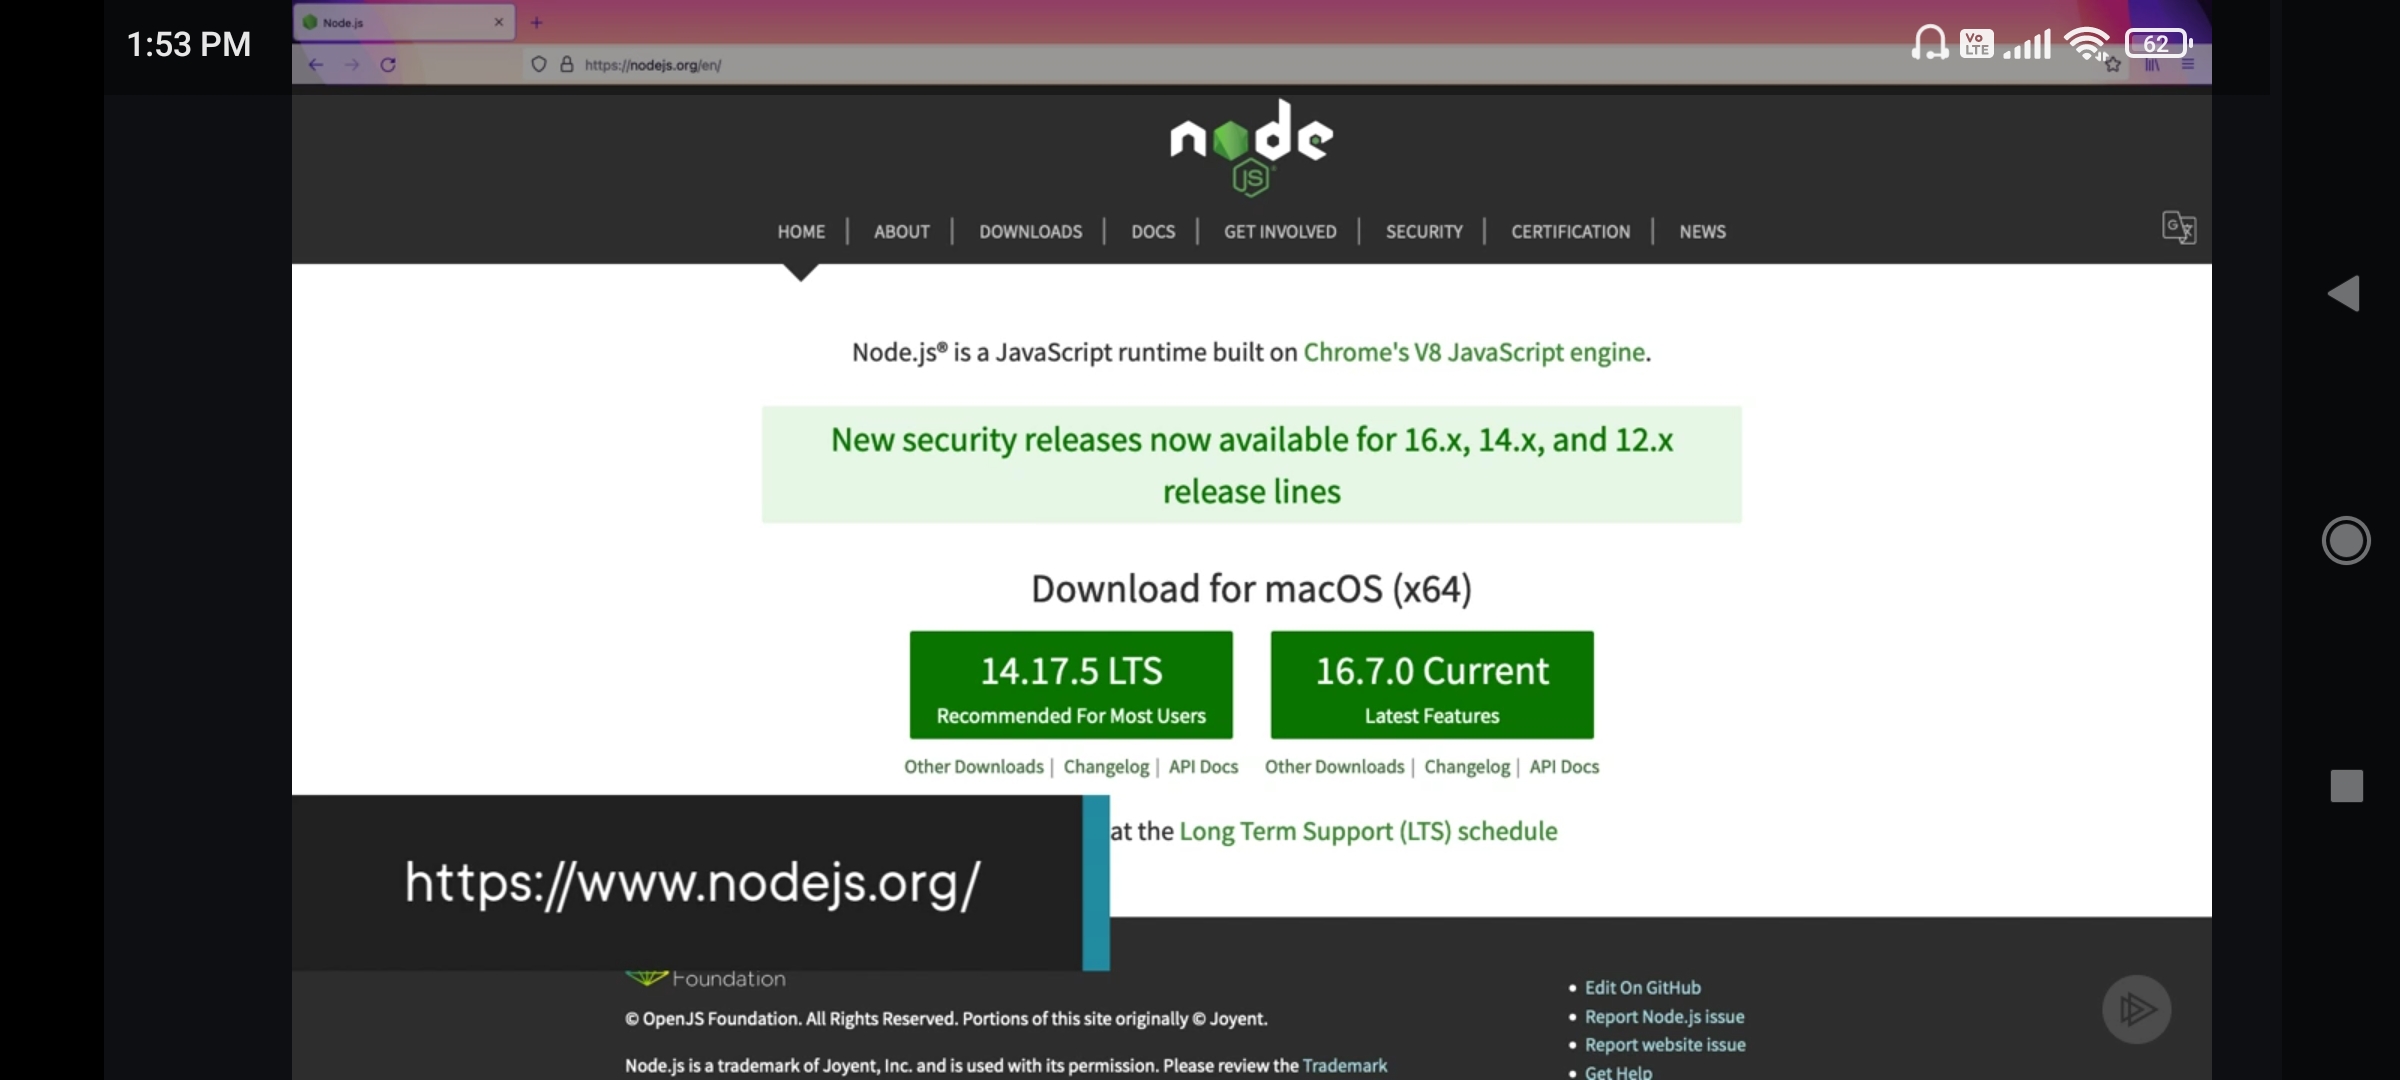 1:53 PM
Node.js
Vo
LTE
62
https://nodejs.org/en/
node
JS
HOME | ABOUT | DOWNLOADS | DOCS | GET INVOLVED | SECURITY | CERTIFICATION | NEWS
Node.js® is a JavaScript runtime built on Chrome's V8 JavaScript engine.
New security releases now available for 16.x, 14.x, and 12.x
release lines
Download for macOS (x64)
14.17.5 LTS
Recommended For Most Users
16.7.0 Current
Latest Features
Other Downloads | Changelog | API Docs
Other Downloads | Changelog | API Docs
at the Long Term Support (LTS) schedule
https://www.nodejs.org/
Foundation
© OpenJS Foundation. All Rights Reserved. Portions of this site originally © Joyent.
Node.js is a trademark of Joyent, Inc. and is used with its permission. Please review the Trademark
• Edit On GitHub
• Report Node.js issue
• Report website issue
• Get Help